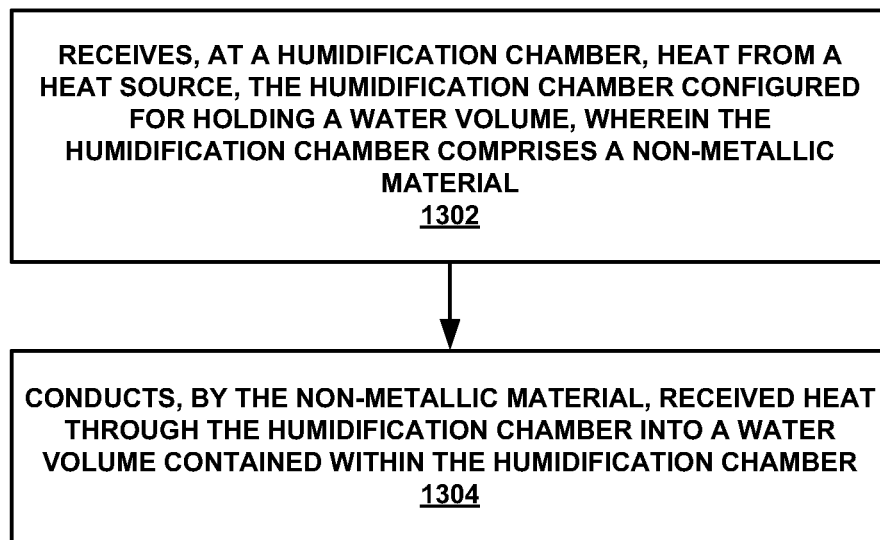 RECEIVES, AT A HUMIDIFICATION CHAMBER, HEAT FROM A
HEAT SOURCE, THE HUMIDIFICATION CHAMBER CONFIGURED
FOR HOLDING A WATER VOLUME, WHEREIN THE
HUMIDIFICATION CHAMBER COMPRISES A NON-METALLIC
MATERIAL
1302
CONDUCTS, BY THE NON-METALLIC MATERIAL, RECEIVED HEAT
THROUGH THE HUMIDIFICATION CHAMBER INTO A WATER
VOLUME CONTAINED WITHIN THE HUMIDIFICATION CHAMBER
1304